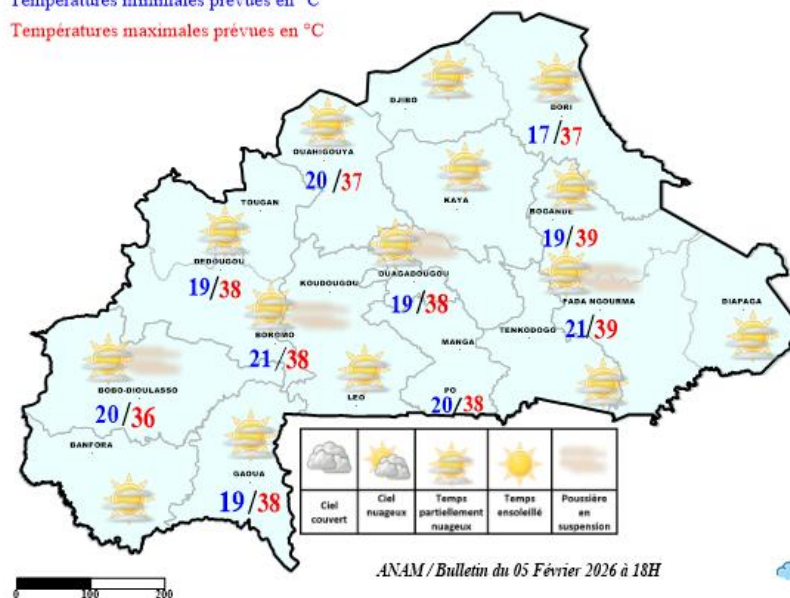 Températures minimales prévues en °C
Températures maximales prévues en °C
DJIBO
DORI
17/37
OUAHIGOUYA
20/37
TOUGAN
KAYA
BOGANDE
19/39
DEDOUGOU
19/38
KOUDOUGOU
OUAGADOUGOU
19/38
FADA NGOURMA
21/39
DIAPAGA
TENKODOGO
BOROMO
21/38
MANGA
BOBO-DIOULASSO
20/36
LEO
PO
20/38
BANFORA
GAOUA
19/38
Ciel couvert
Ciel nuageux
Temps partiellement nuageux
Temps ensoleillé
Poussière en suspension
ANAM / Bulletin du 05 Février 2026 à 18H
0 100 200